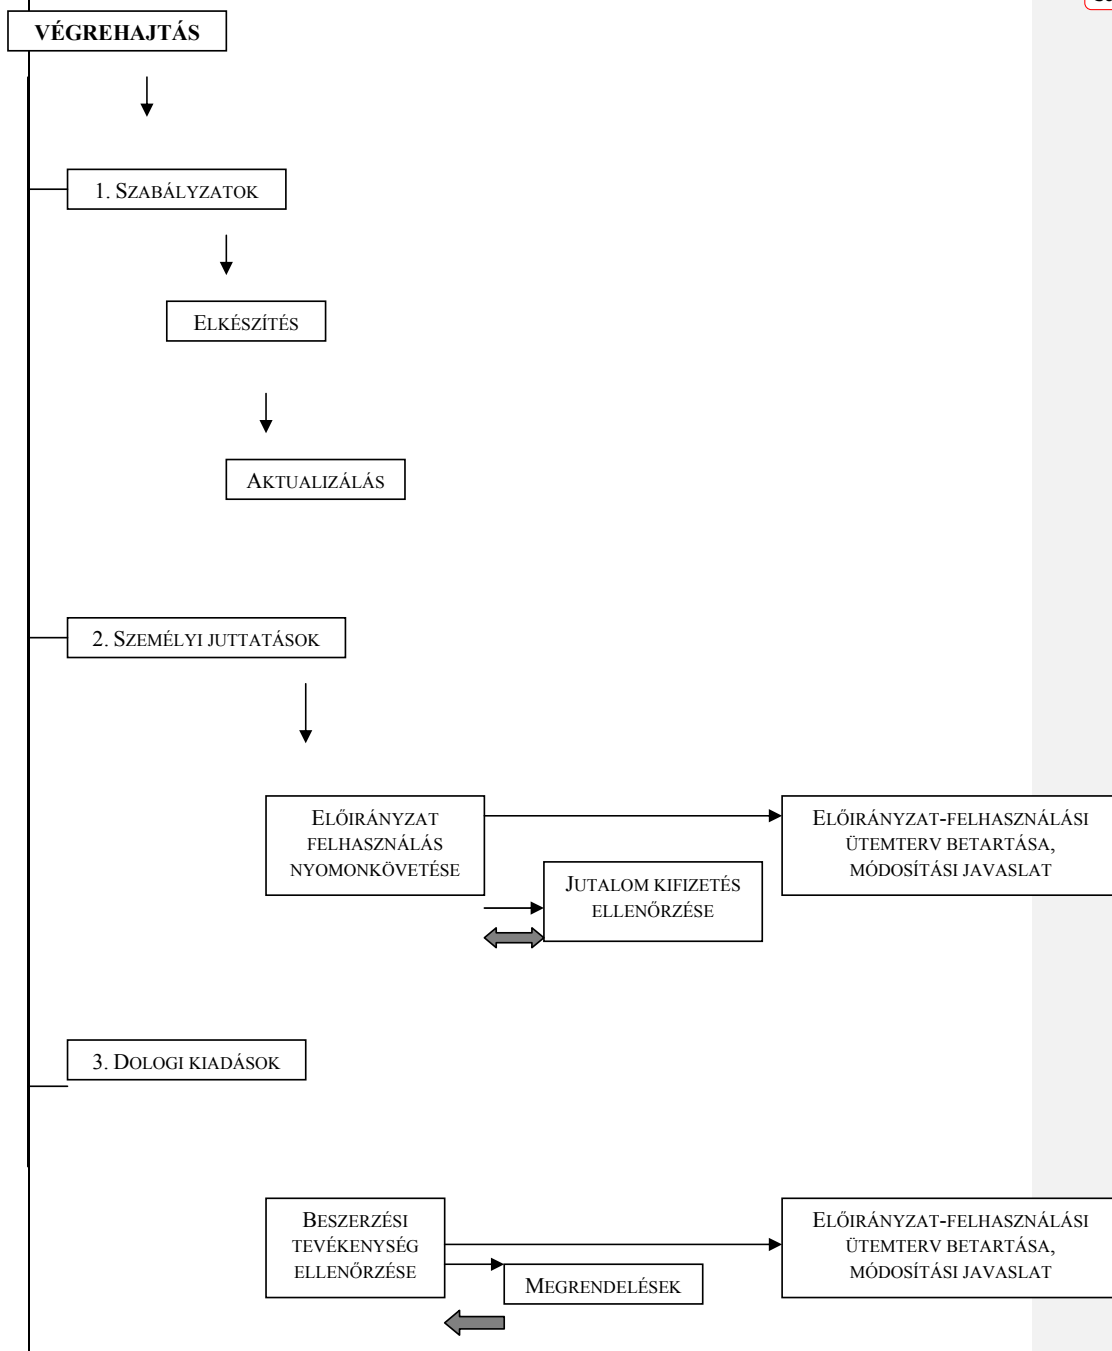 VÉGREHAJTÁS
1. SZABÁLYZATOK
ELKÉSZÍTÉS
AKTUALIZÁLÁS
2. SZEMÉLYI JUTTATÁSOK
ELŐIRÁNYZAT
FELHASZNÁLÁS
NYOMONKÖVETÉSE
ELŐIRÁNYZAT-FELHASZNÁLÁSI
ÜTEMTERV BETARTÁSA,
MÓDOSÍTÁSI JAVASLAT
JUTALOM KIFIZETÉS
ELLENŐRZÉSE
3. DOLOGI KIADÁSOK
BESZERZÉSI
TEVÉKENYSÉG
ELLENŐRZÉSE
ELŐIRÁNYZAT-FELHASZNÁLÁSI
ÜTEMTERV BETARTÁSA,
MÓDOSÍTÁSI JAVASLAT
MEGRENDELÉSEK